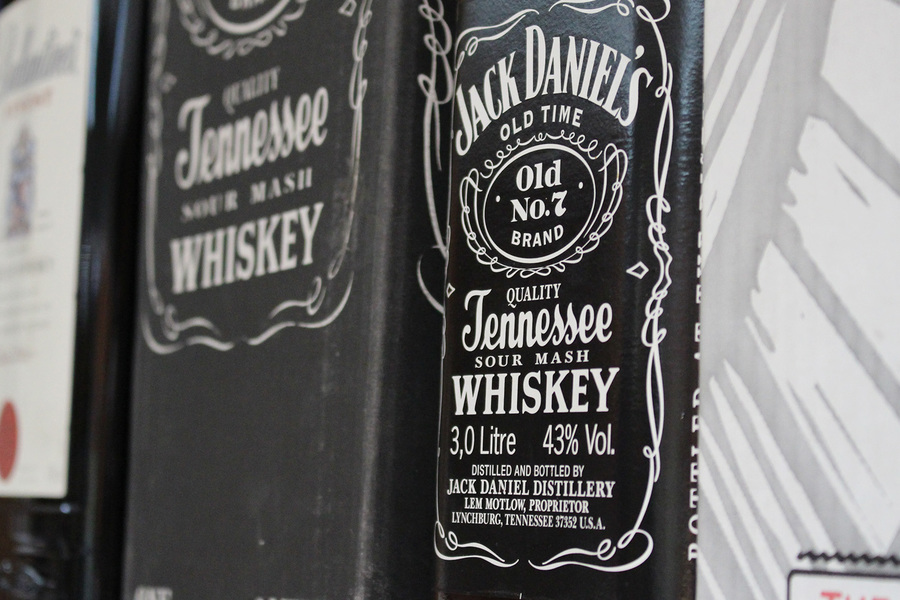 QUALITY
Tennessee
SOUR MASH
WHISKEY
JACK DANIEL'S
OLD TIME
Old
No.7
BRAND
QUALITY
Tennessee
SOUR MASH
WHISKEY
3,0 Litre 43% Vol.
DISTILLED AND BOTTLED BY
JACK DANIEL DISTILLERY
LEM MOTLOW, PROPRIETOR
LYNCHBURG, TENNESSEE 37352 U.S.A.